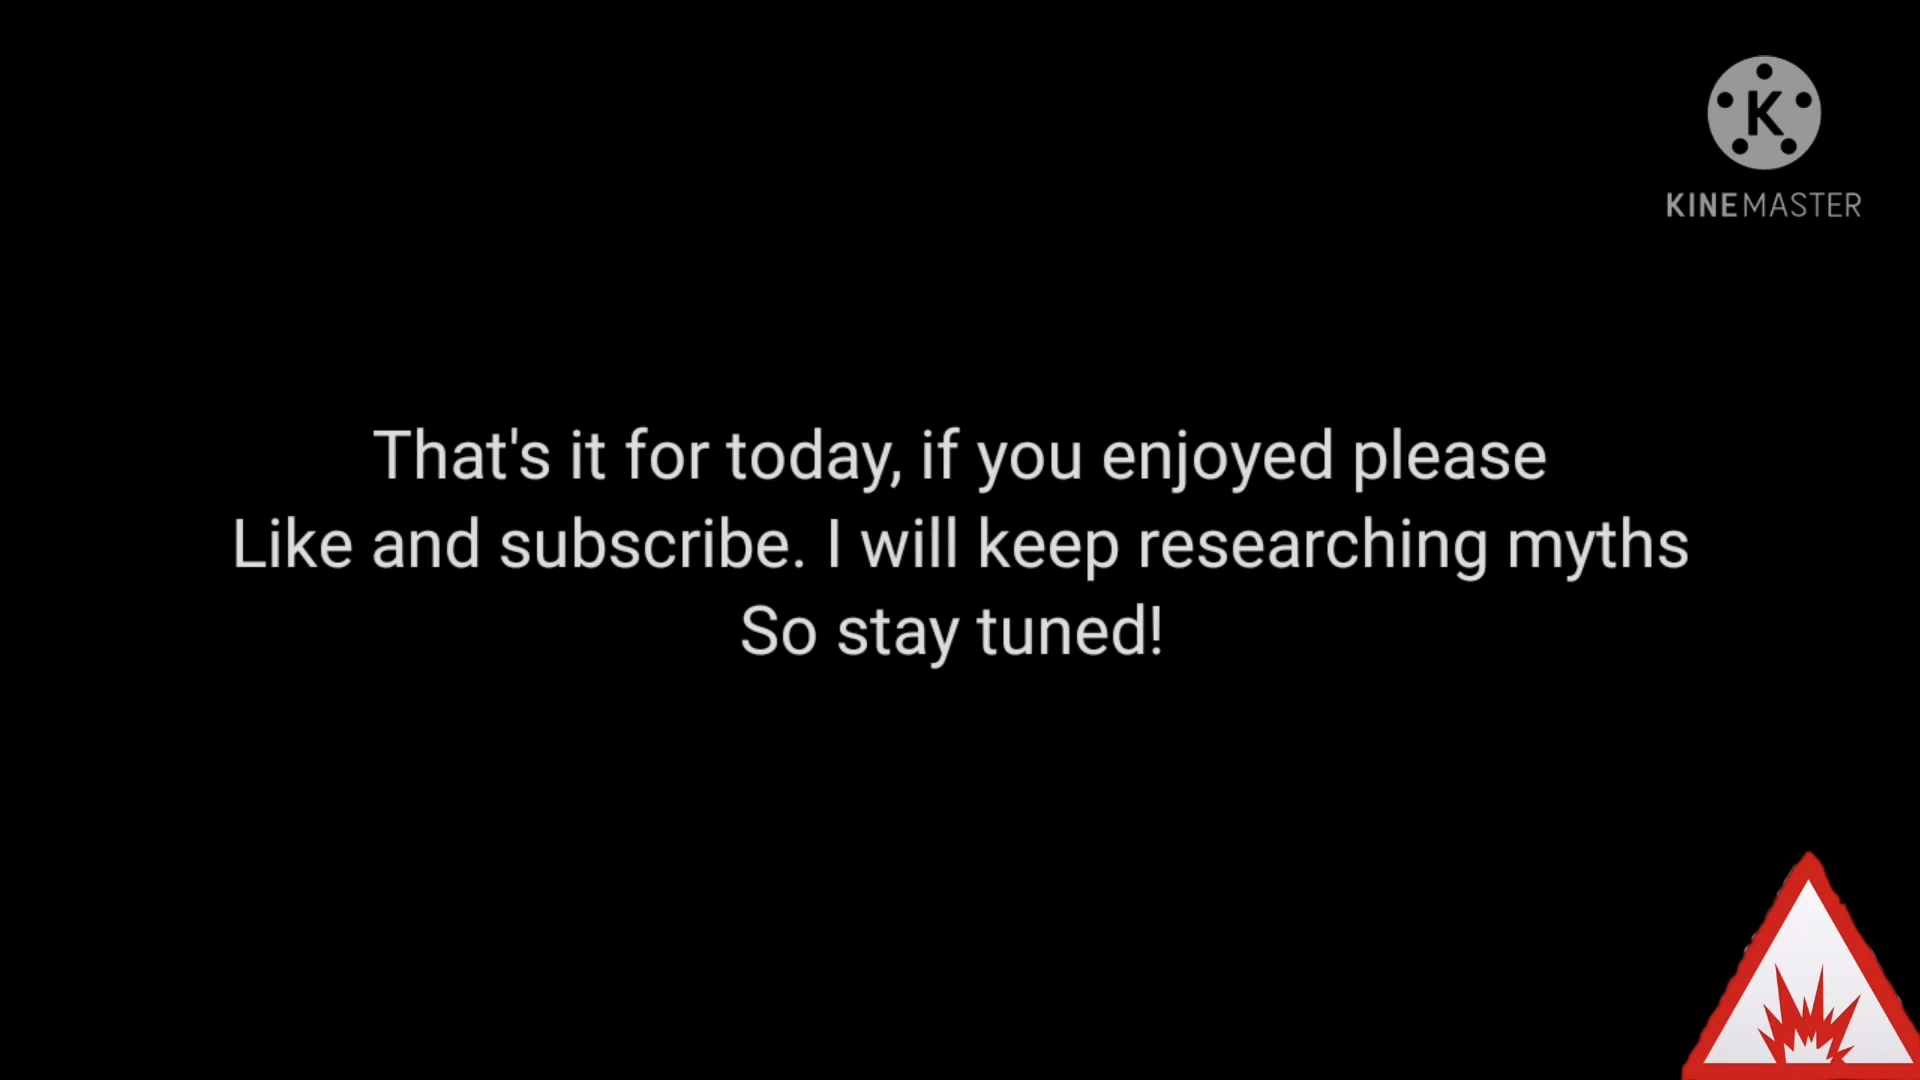 K
KINEMASTER
That's it for today, if you enjoyed please
Like and subscribe. I will keep researching myths
So stay tuned!